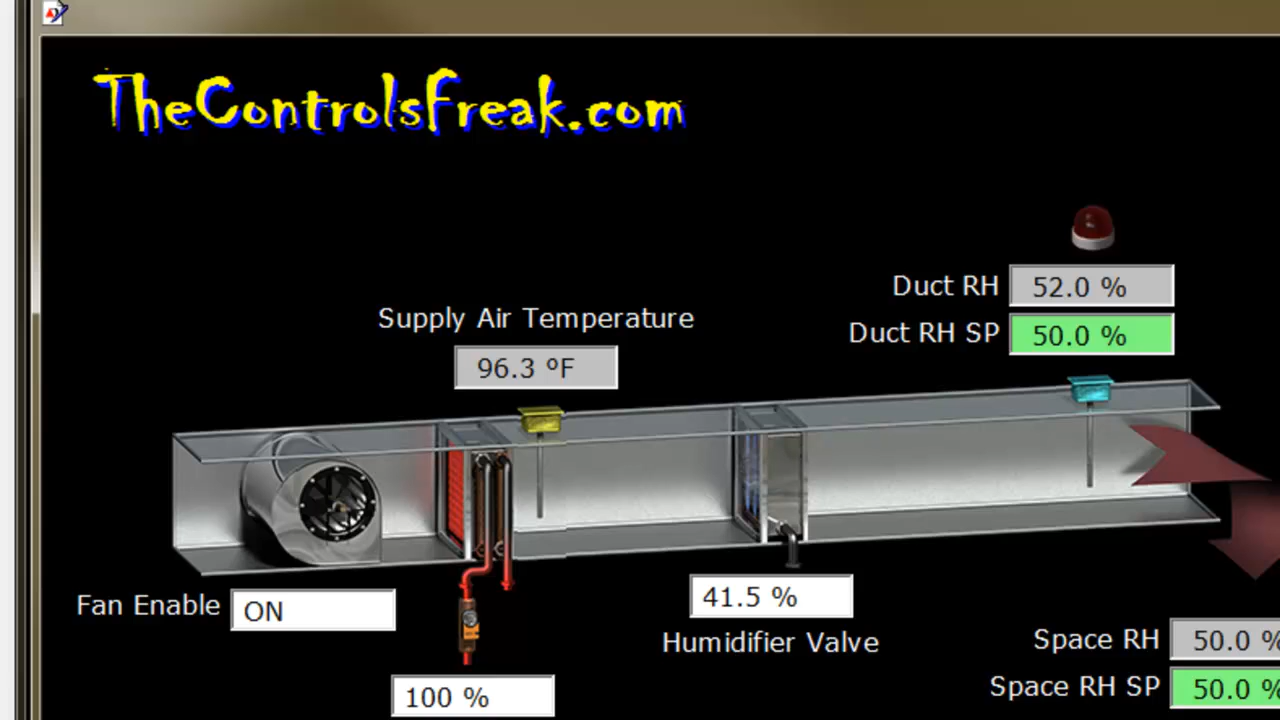 TheControlsFreak.com
Duct RH 52.0 %
Supply Air Temperature
Duct RH SP 50.0 %
96.3 ºF
Fan Enable ON
41.5 %
Humidifier Valve
Space RH 50.0 %
100 %
Space RH SP 50.0 %